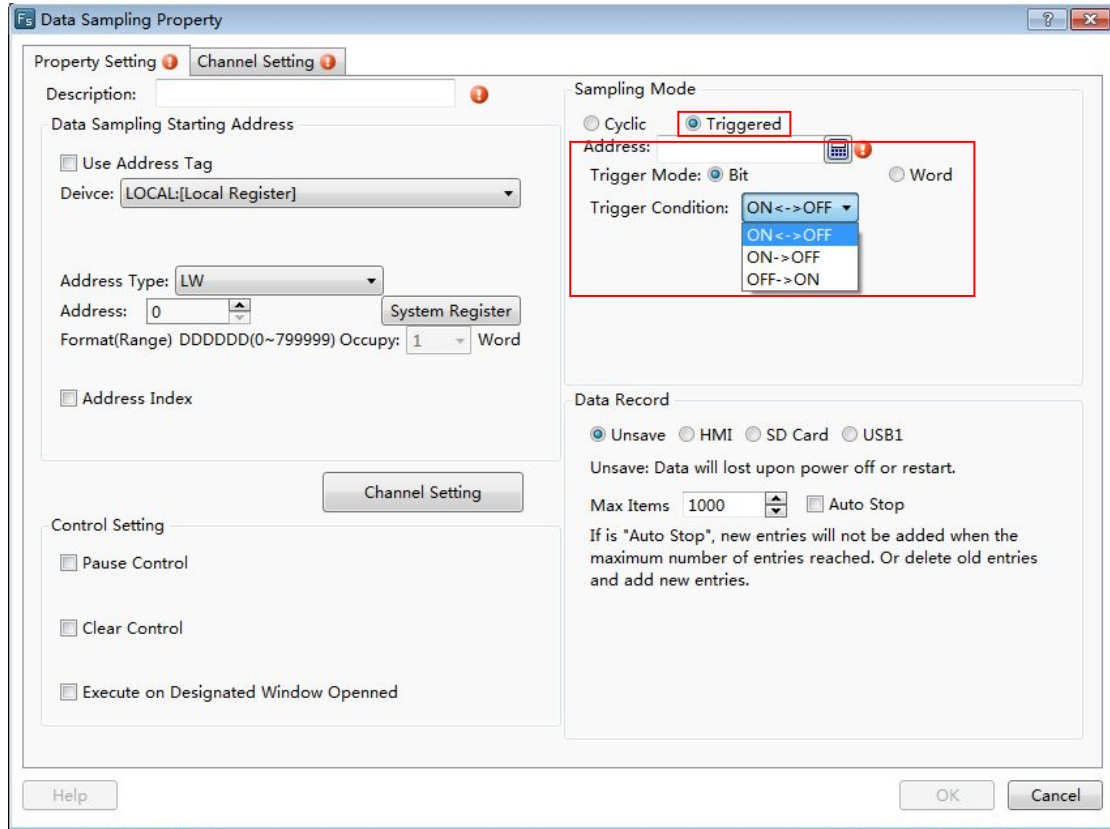 Fs Data Sampling Property
Property Setting Channel Setting
Description:
Data Sampling Starting Address
Use Address Tag
Deivce: LOCAL:[Local Register]
Address Type: LW
Address: 0 System Register
Format(Range) DDDDDD(0~799999) Occupy: 1 Word
Address Index
Channel Setting
Control Setting
Pause Control
Clear Control
Execute on Designated Window Openned
Sampling Mode
Cyclic Triggered
Address:
Trigger Mode: Bit Word
Trigger Condition: ON<->OFF
ON<->OFF
ON->OFF
OFF->ON
Data Record
Unsave HMI SD Card USB1
Unsave: Data will lost upon power off or restart.
Max Items 1000 Auto Stop
If is "Auto Stop", new entries will not be added when the
maximum number of entries reached. Or delete old entries
and add new entries.
Help OK Cancel